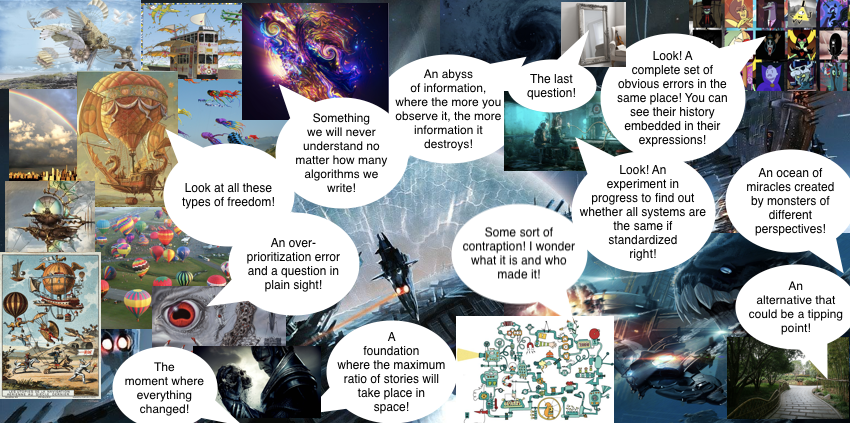 Look at all these
types of freedom!
Something
we will never
understand no
matter how many
algorithms we
write!
An abyss
of information,
where the more you
observe it, the more
information it
destroys!
The last
question!
Look! A
complete set of
obvious errors in the
same place! You can
see their history
embedded in their
expressions!
An over-
prioritization error
and a question in
plain sight!
Some sort of
contraption! I wonder
what it is and who
made it!
Look! An
experiment in
progress to find out
whether all systems are
the same if
standardized
right!
An ocean of
miracles created
by monsters of
different
perspectives!
The
moment where
everything
changed!
A
foundation
where the maximum
ratio of stories will
take place in
space!
An
alternative that
could be a tipping
point!